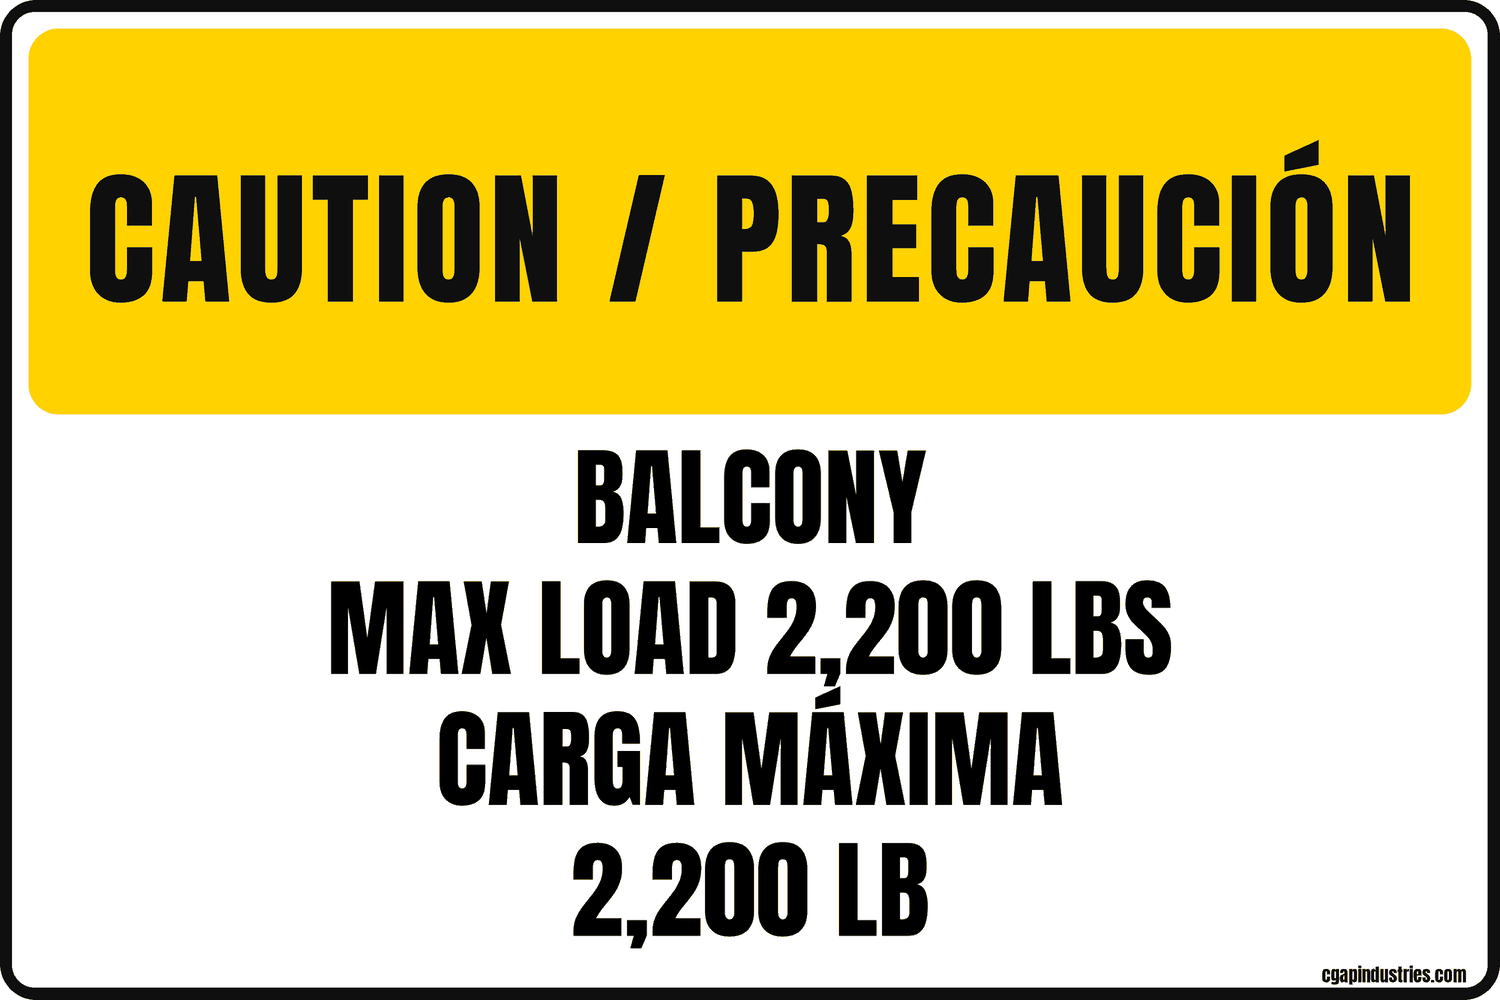 CAUTION / PRECAUCIÓN
BALCONY
MAX LOAD 2,200 LBS
CARGA MÁXIMA
2,200 LB
cgapindustries.com